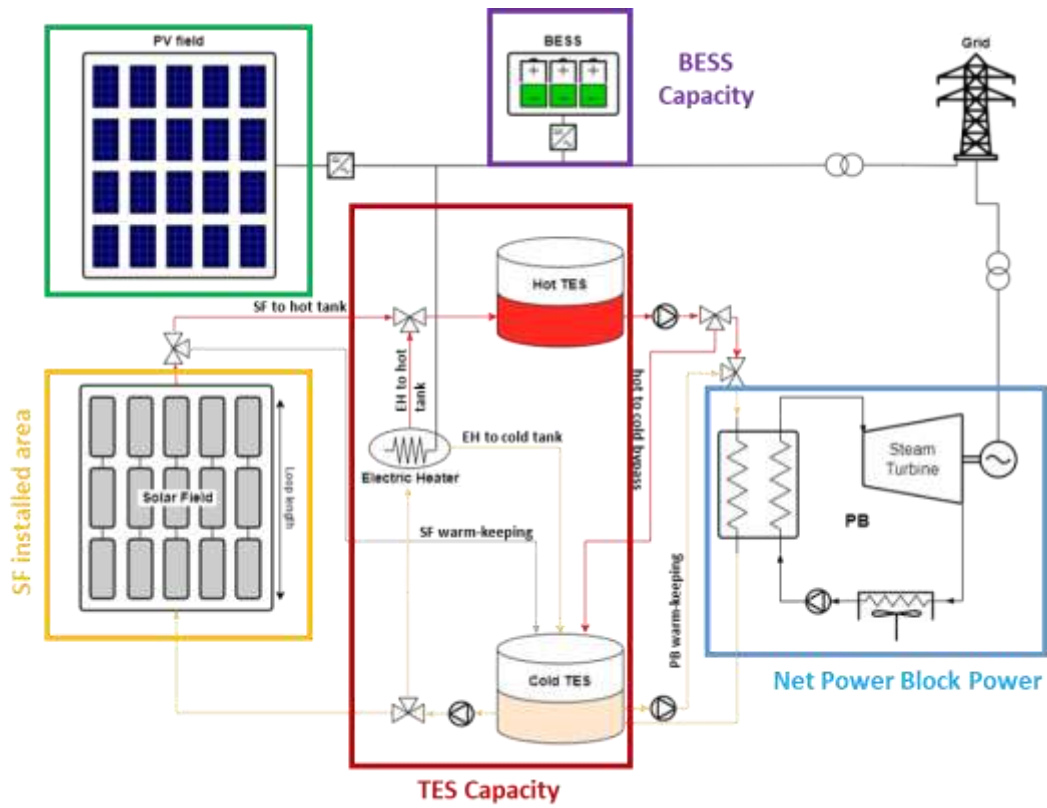 PV field
BESS
BESS
Capacity
Grid
SF to hot tank
Hot TES
EH to hot
tank
hot to cold bypass
EH to cold tank
Electric Heater
SF installed area
Solar Field
Loop length
SF warm-keeping
Steam
Turbine
PB
PB warm-keeping
Cold TES
Net Power Block Power
TES Capacity